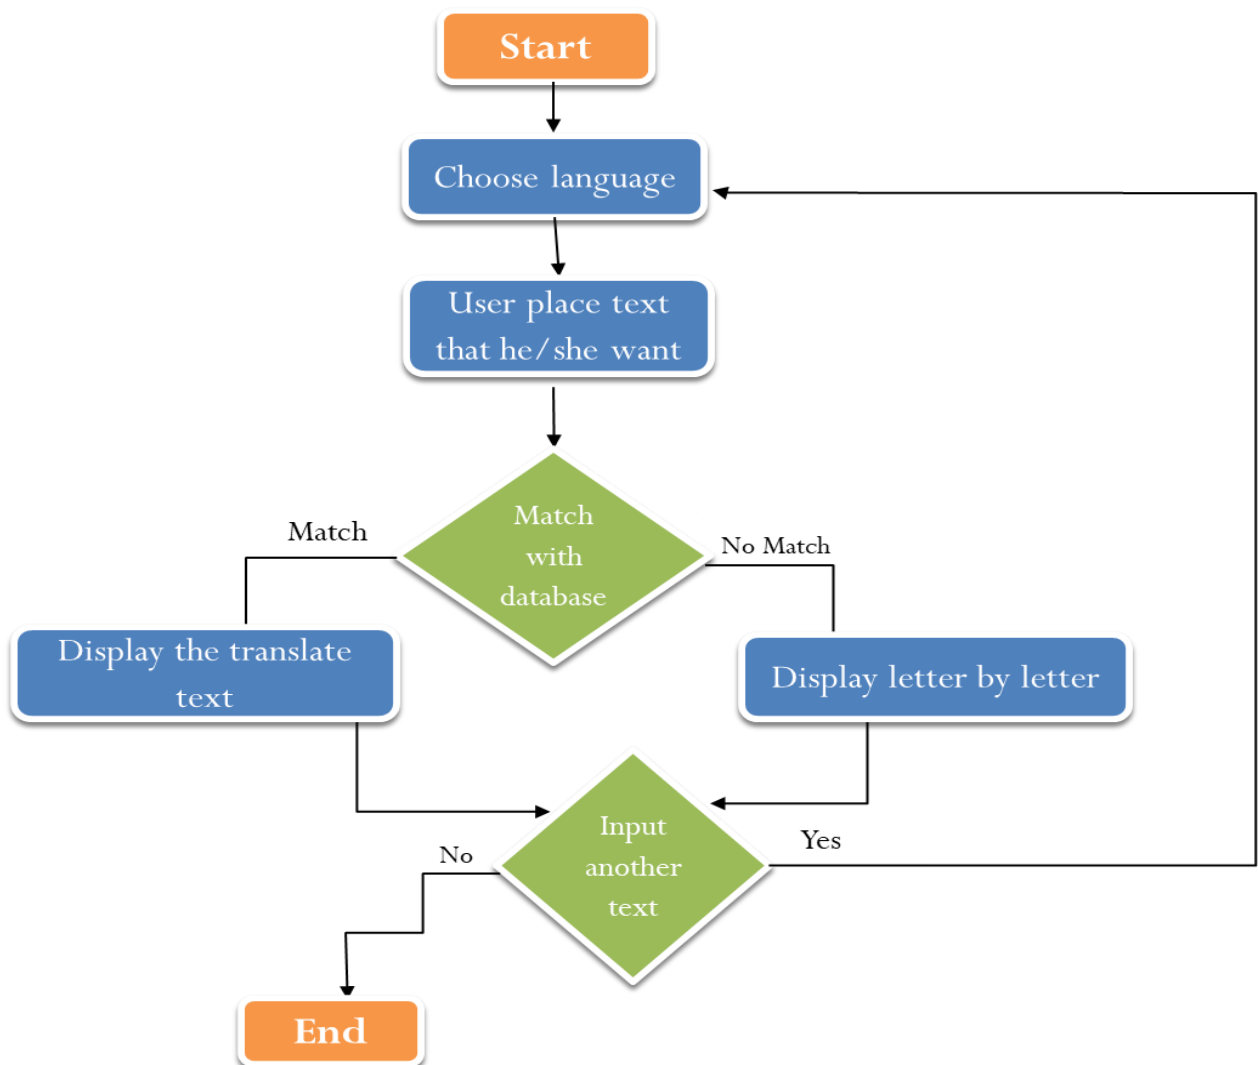 Start
Choose language
User place text
that he/she want
Match
with
database
Match
No Match
Display the translate
text
Display letter by letter
Input
another
text
No
Yes
End